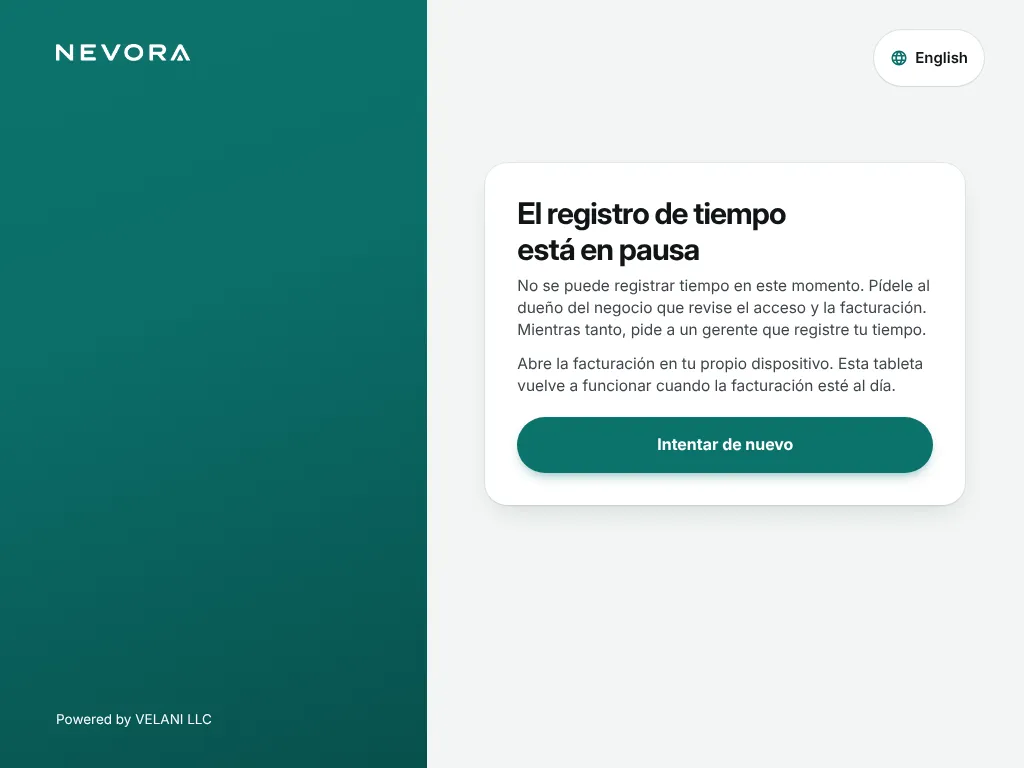 NEVORA
English
El registro de tiempo
está en pausa
No se puede registrar tiempo en este momento. Pídele al
dueño del negocio que revise el acceso y la facturación.
Mientras tanto, pide a un gerente que registre tu tiempo.
Abre la facturación en tu propio dispositivo. Esta tableta
vuelve a funcionar cuando la facturación esté al día.
Intentar de nuevo
Powered by VELANI LLC